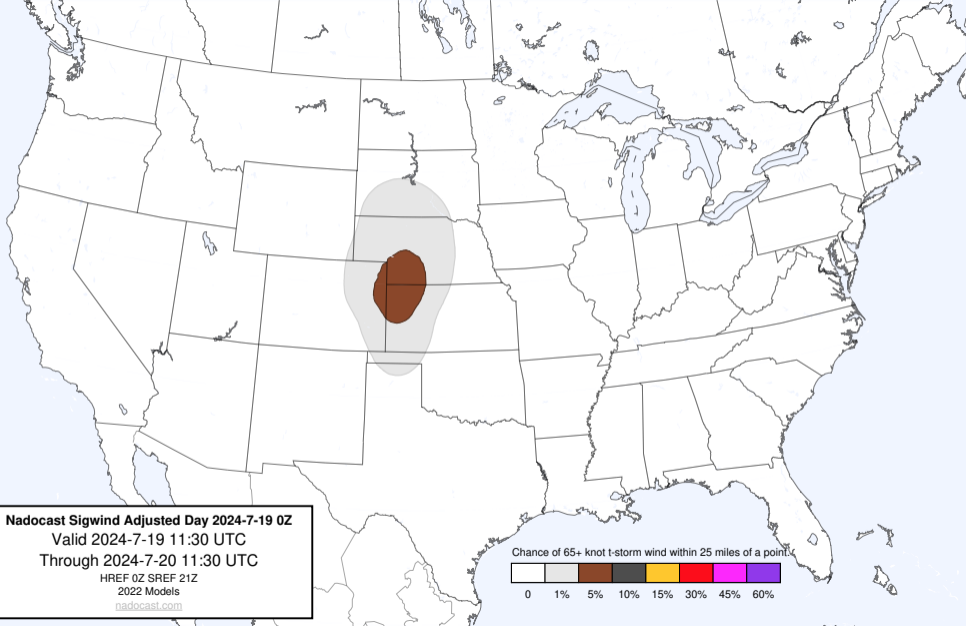 Nadocast Sigwind Adjusted Day 2024-7-19 0Z
Valid 2024-7-19 11:30 UTC
Through 2024-7-20 11:30 UTC
HREF 0Z SREF 21Z
2022 Models
nadocast.com
Chance of 65+ knot t-storm wind within 25 miles of a point.
0 1% 5% 10% 15% 30% 45% 60%